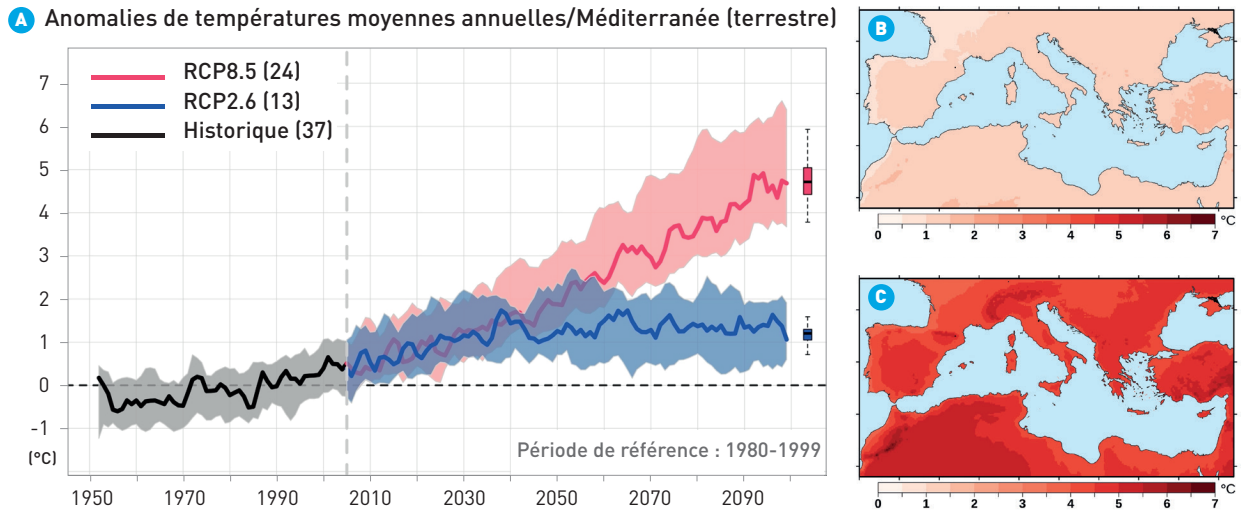 A Anomalies de températures moyennes annuelles/Méditerranée (terrestre)
RCP8.5 (24)
RCP2.6 (13)
Historique (37)
7
6
5
4
3
2
1
0
-1
(°C)
Période de référence : 1980-1999
1950 1970 1990 2010 2030 2050 2070 2090
B
0 1 2 3 4 5 6 7 °C
C
0 1 2 3 4 5 6 7 °C